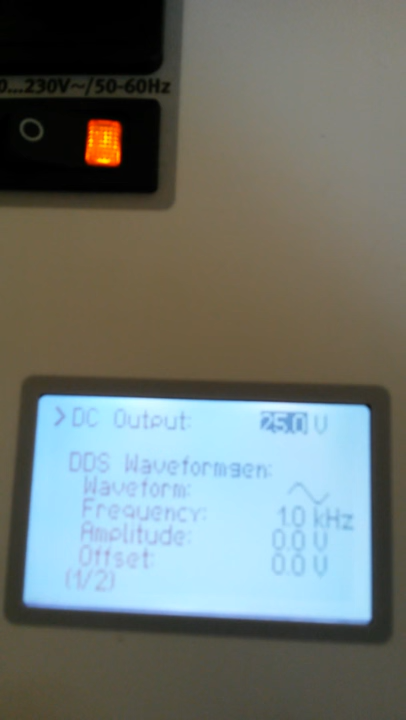 0...230V~/50-60Hz
>DC Output: 25.0 V
DDS Waveformgen:
Waveform:
Frequency: 1.0 kHz
Amplitude: 0.0 V
Offset: 0.0 V
(1/2)